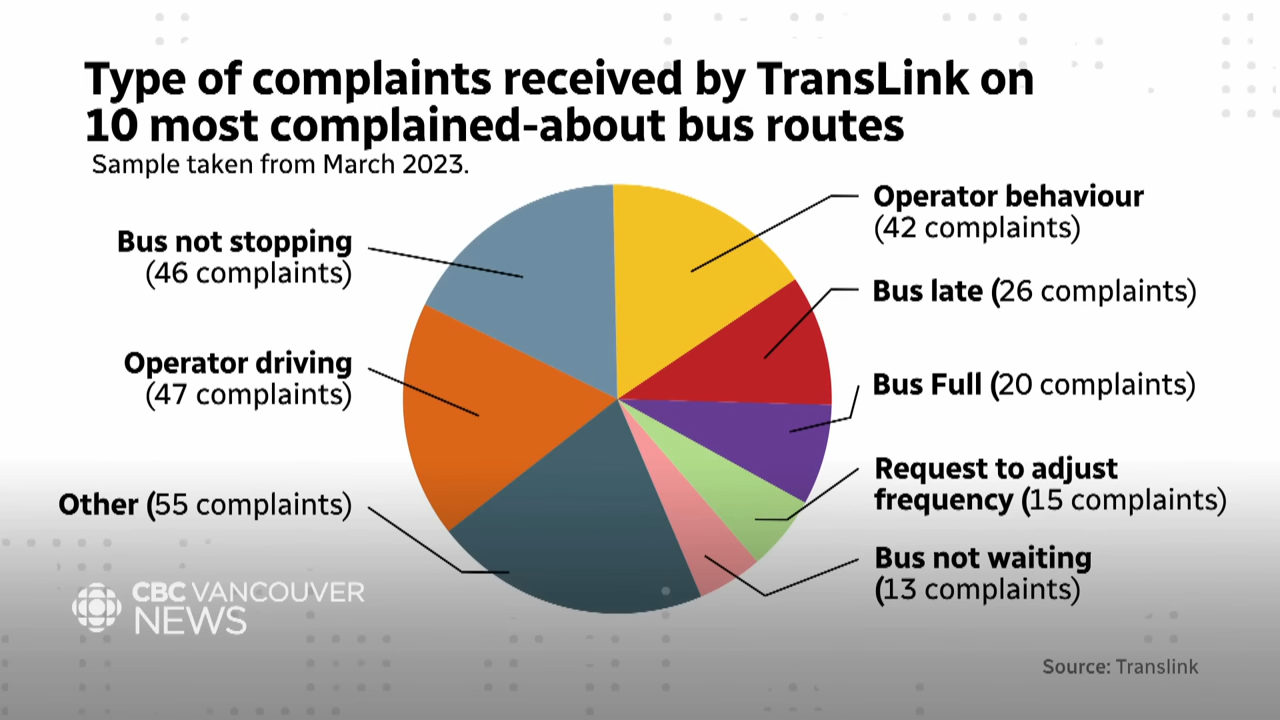 Type of complaints received by TransLink on
10 most complained-about bus routes
Sample taken from March 2023.
Operator behaviour
(42 complaints)
Bus late (26 complaints)
Bus Full (20 complaints)
Request to adjust
frequency (15 complaints)
Bus not waiting
(13 complaints)
Bus not stopping
(46 complaints)
Operator driving
(47 complaints)
Other (55 complaints)
CBC VANCOUVER
NEWS
Source: Translink